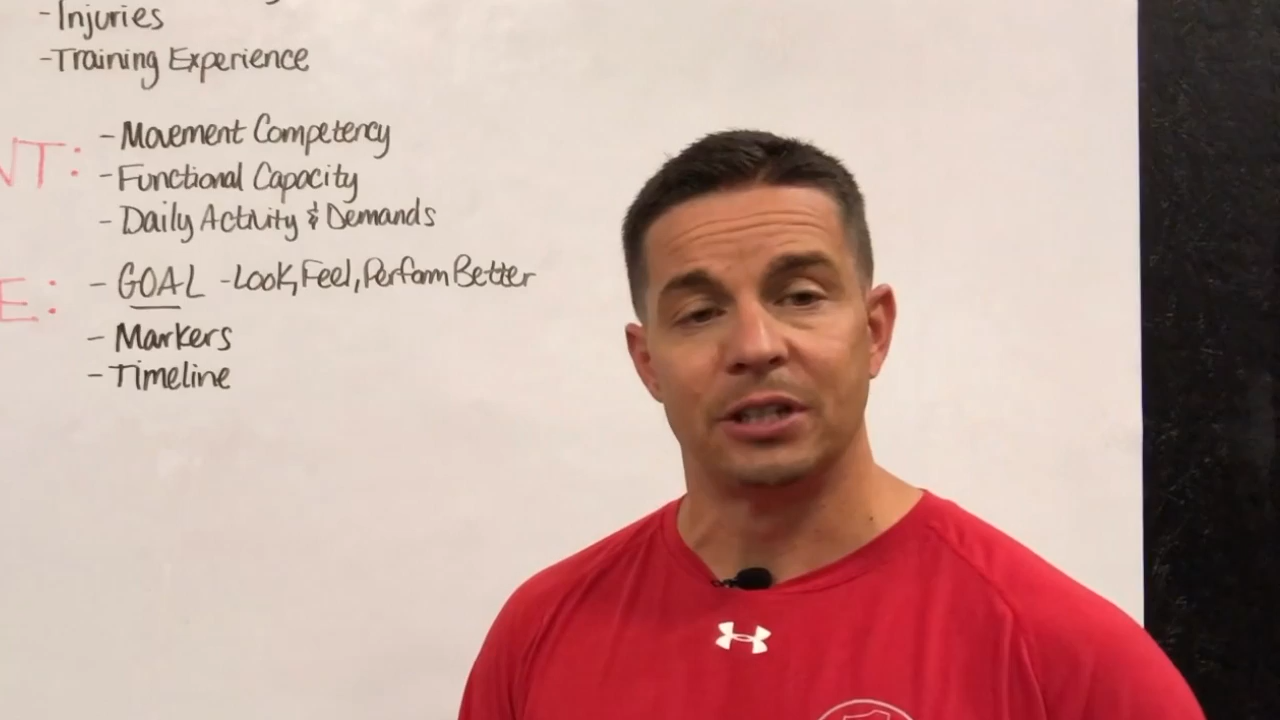 -Injuries
-Training Experience
NT: - Movement Competency
- Functional Capacity
- Daily Activity & Demands
E: - GOAL - Look, Feel, Perform Better
- Markers
- Timeline